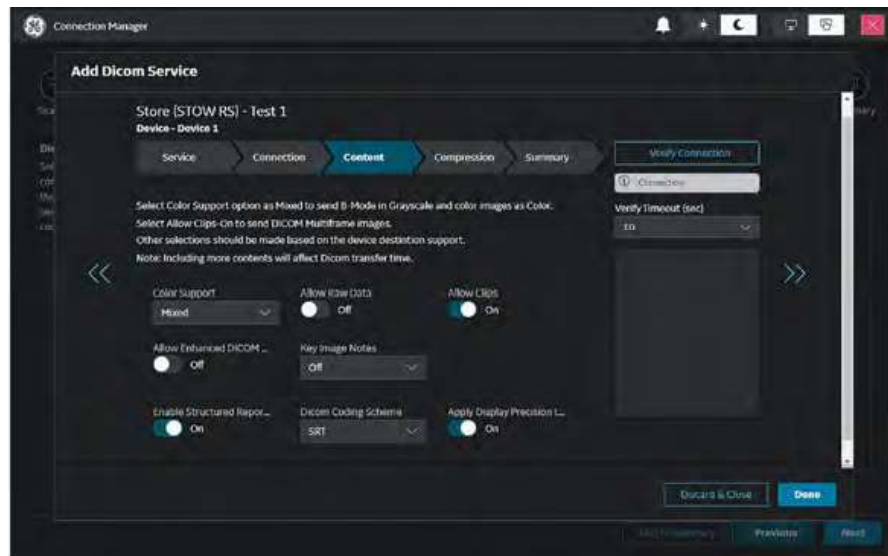 Connection Manager
Add Dicom Service
Store [STOW RS] - Test 1
Device - Device 1
Service
Connection
Content
Compression
Summary
Verify Connection
Connection
Select Color Support option as Mixed to send B-Mode in Grayscale and color images as Color.
Select Allow Clips-On to send DICOM Multiframe images.
Other selections should be made based on the device destintion support.
Note: Including more contents will affect Dicom transfer time.
Verify Timeout (sec)
Color Support
Allow Raw Data
Allow Clips
Mixed
Off
On
Allow Enhanced DICOM ...
Key Image Notes
Off
Off
Enable Structured Repor...
Dicom Coding Scheme
Apply Display Precision t...
On
SRT
On
Discard & Close
Done
Previous
Next